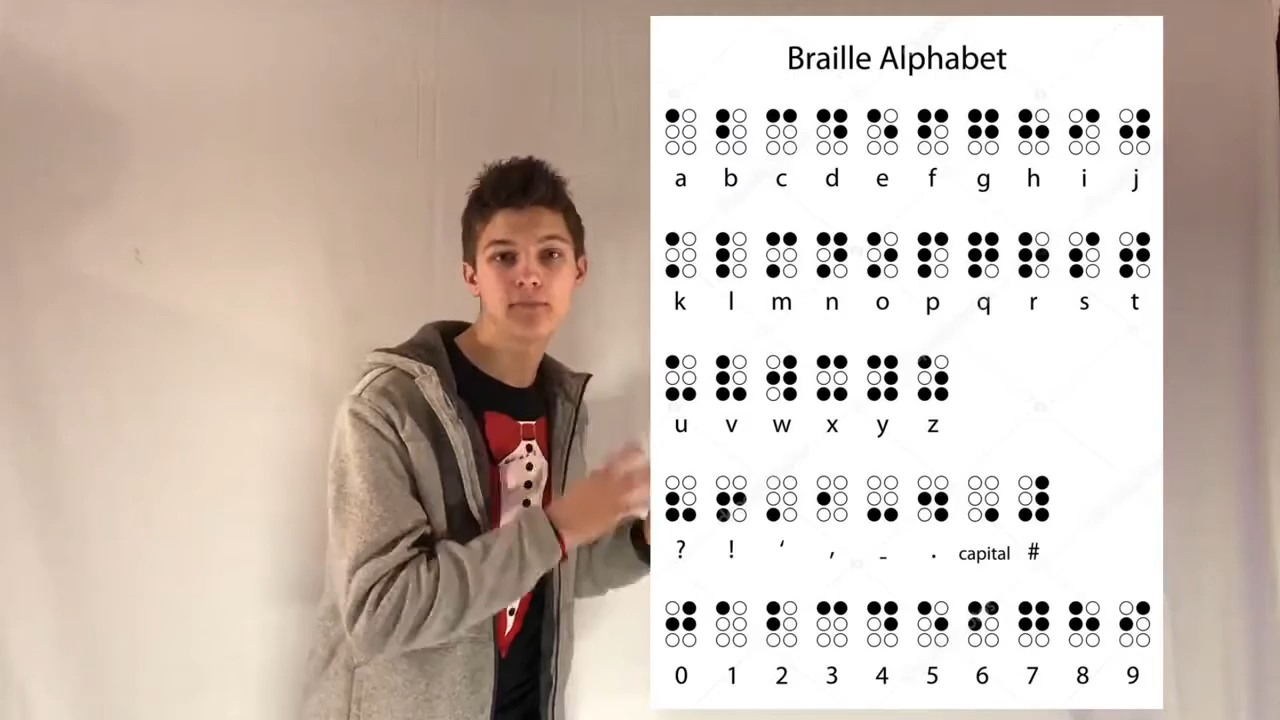 Braille Alphabet
a b c d e f g h i j
k l m n o p q r s t
u v w x y z
? ! ‘ , - . capital #
0 1 2 3 4 5 6 7 8 9